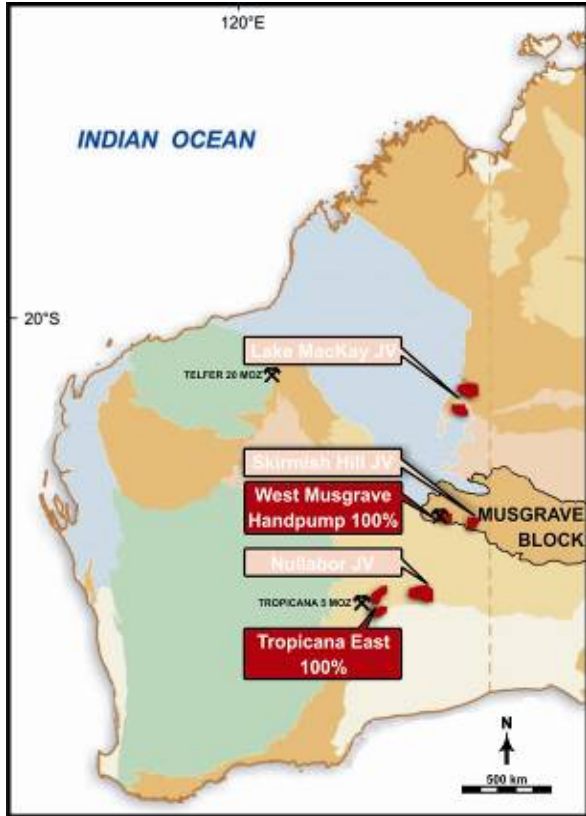 120°E
INDIAN OCEAN
20°S
Lake MacKay JV
TELFER 20 MOZ
Skirmish Hill JV
West Musgrave
Handpump 100%
MUSGRAVE
BLOCK
Nullabor JV
TROPICANA 5 MOZ
Tropicana East
100%
N
500 km